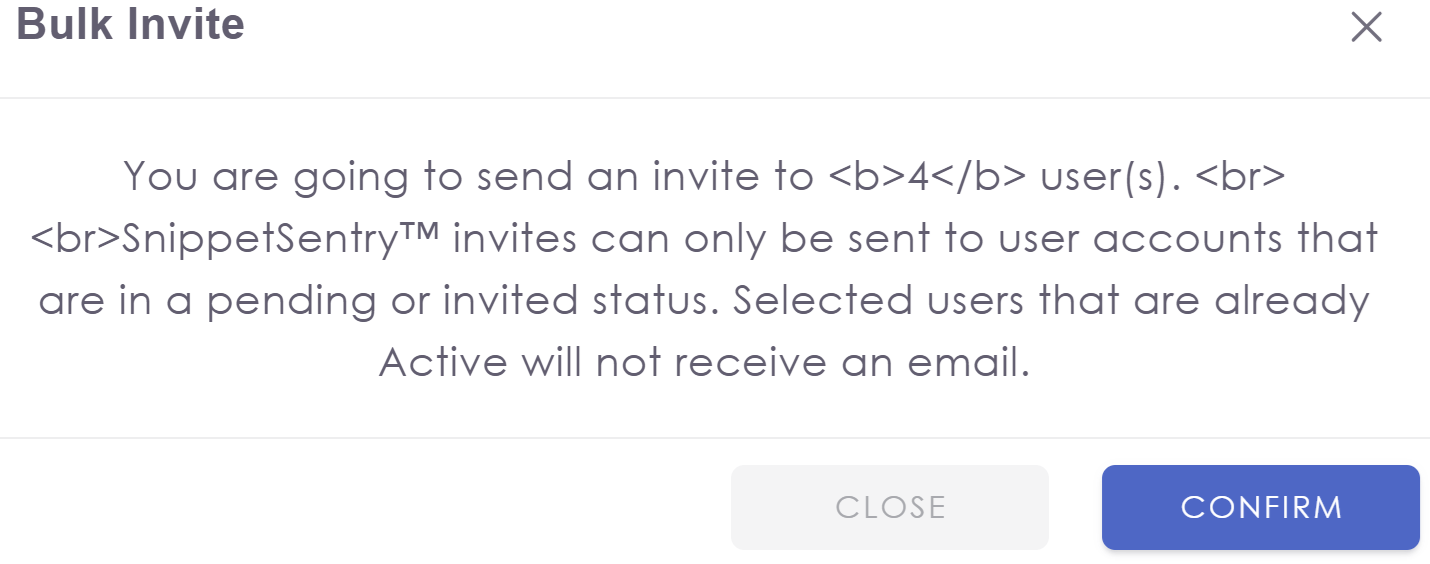 Bulk Invite
You are going to send an invite to <b>4</b> user(s). <br>
<br>SnippetSentry™ invites can only be sent to user accounts that
are in a pending or invited status. Selected users that are already
Active will not receive an email.
CLOSE
CONFIRM